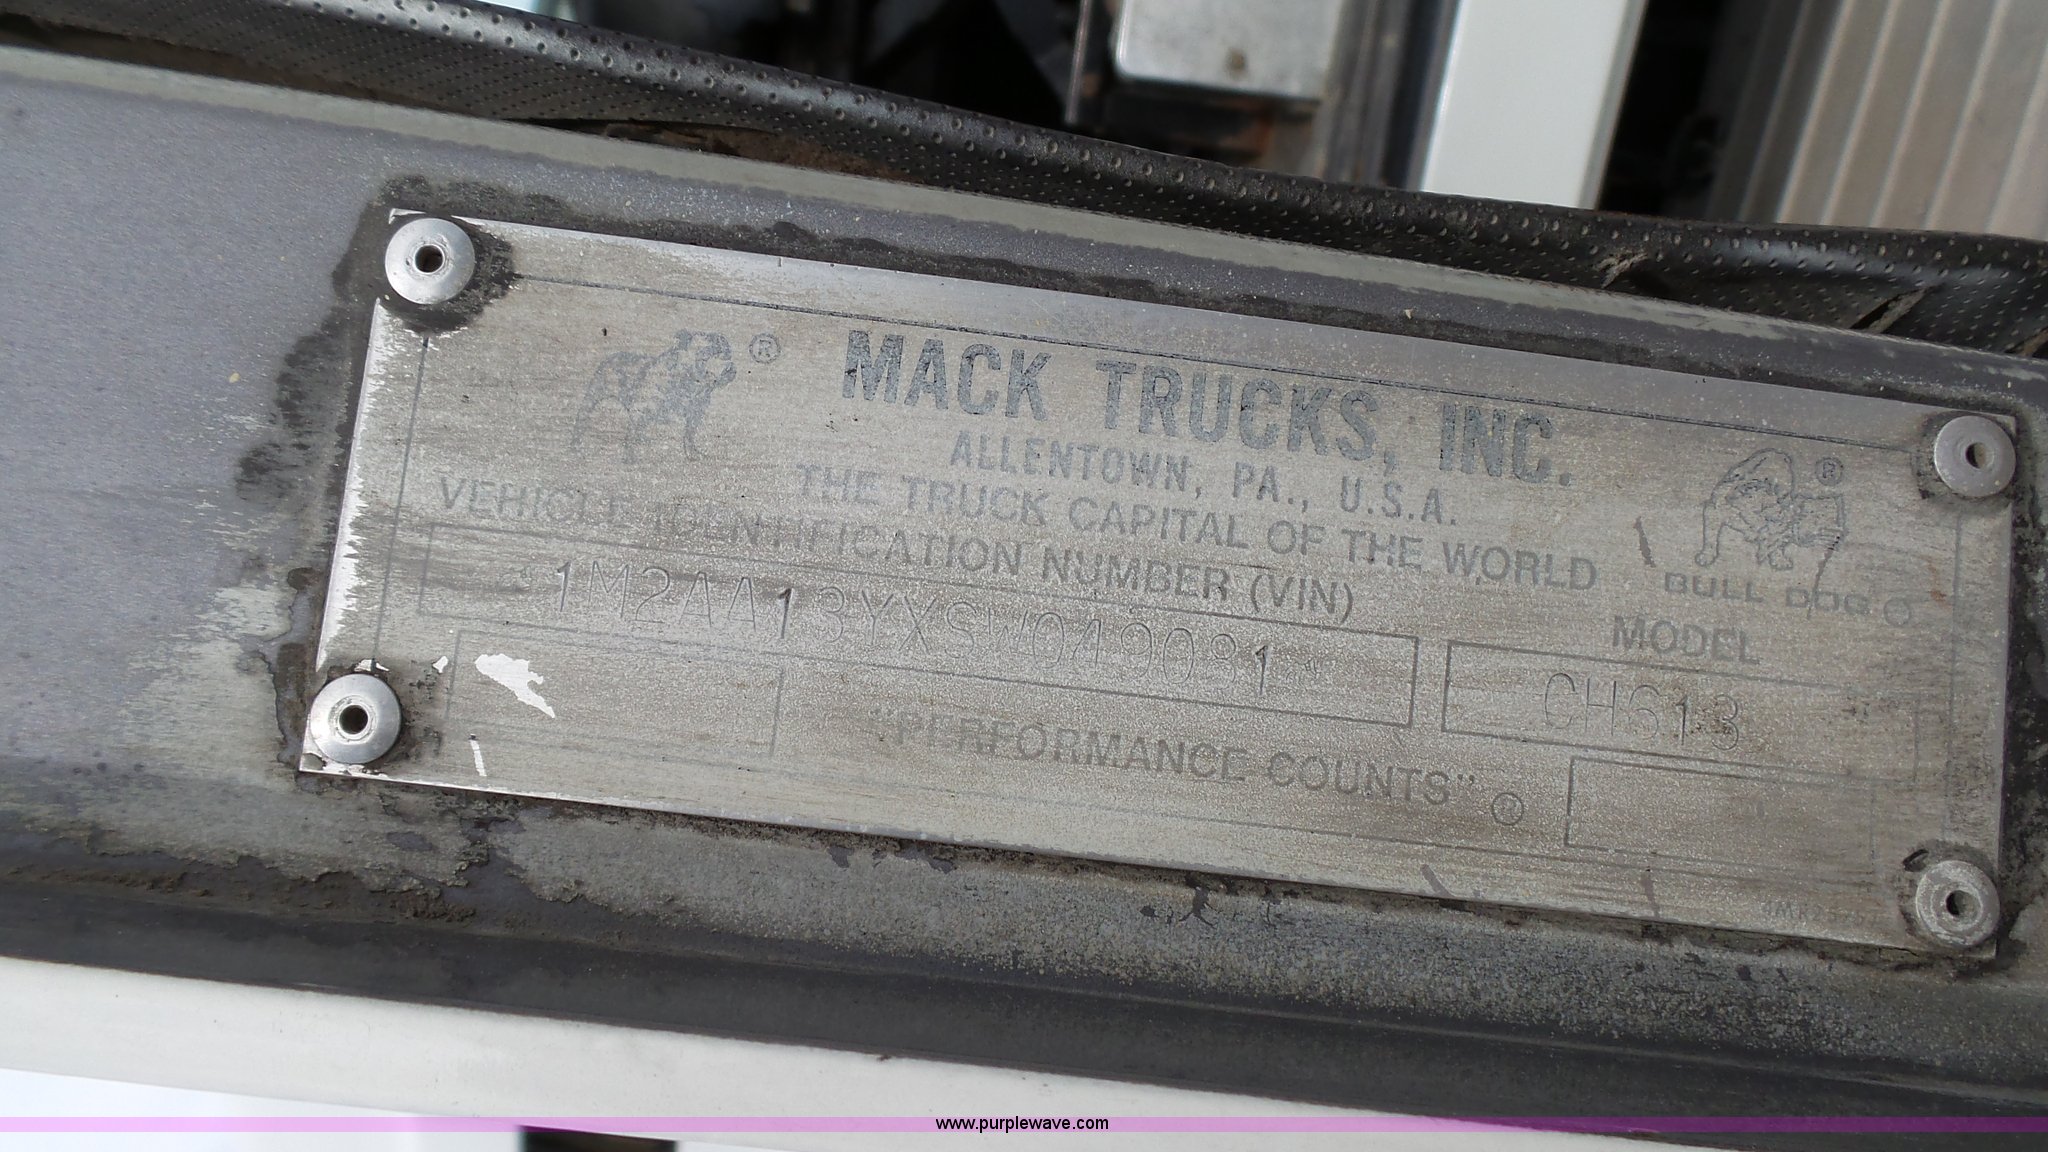 ® MACK TRUCKS, INC.
ALLENTOWN, PA., U.S.A.
THE TRUCK CAPITAL OF THE WORLD
®
BULL DOG ®
VEHICLE IDENTIFICATION NUMBER (VIN)
MODEL
*1M2AA13YXSW049081*
CH613
"PERFORMANCE COUNTS" ®
www.purplewave.com